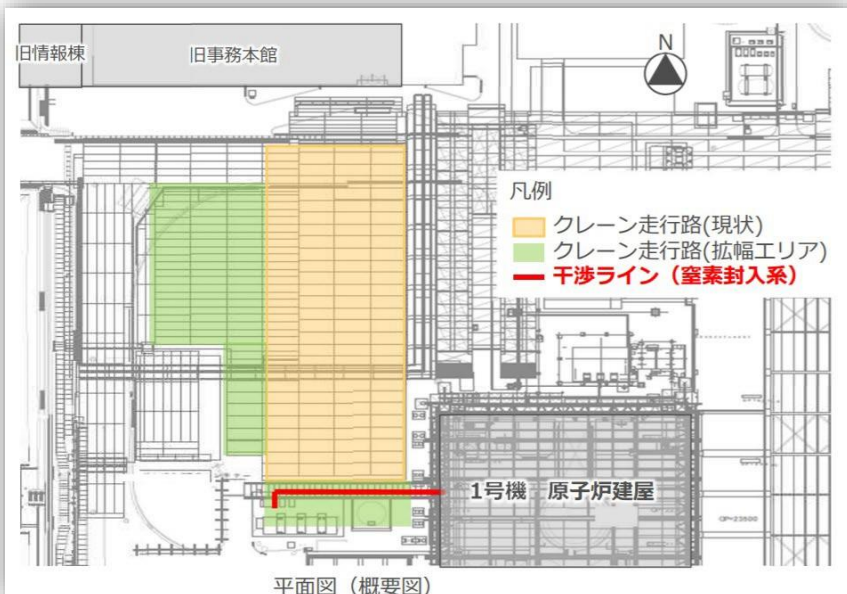 旧情報棟
旧事務本館
N
凡例
クレーン走行路(現状)
クレーン走行路(拡幅エリア)
干渉ライン（窒素封入系）
1号機　原子炉建屋
OP=23500
平面図（概要図）